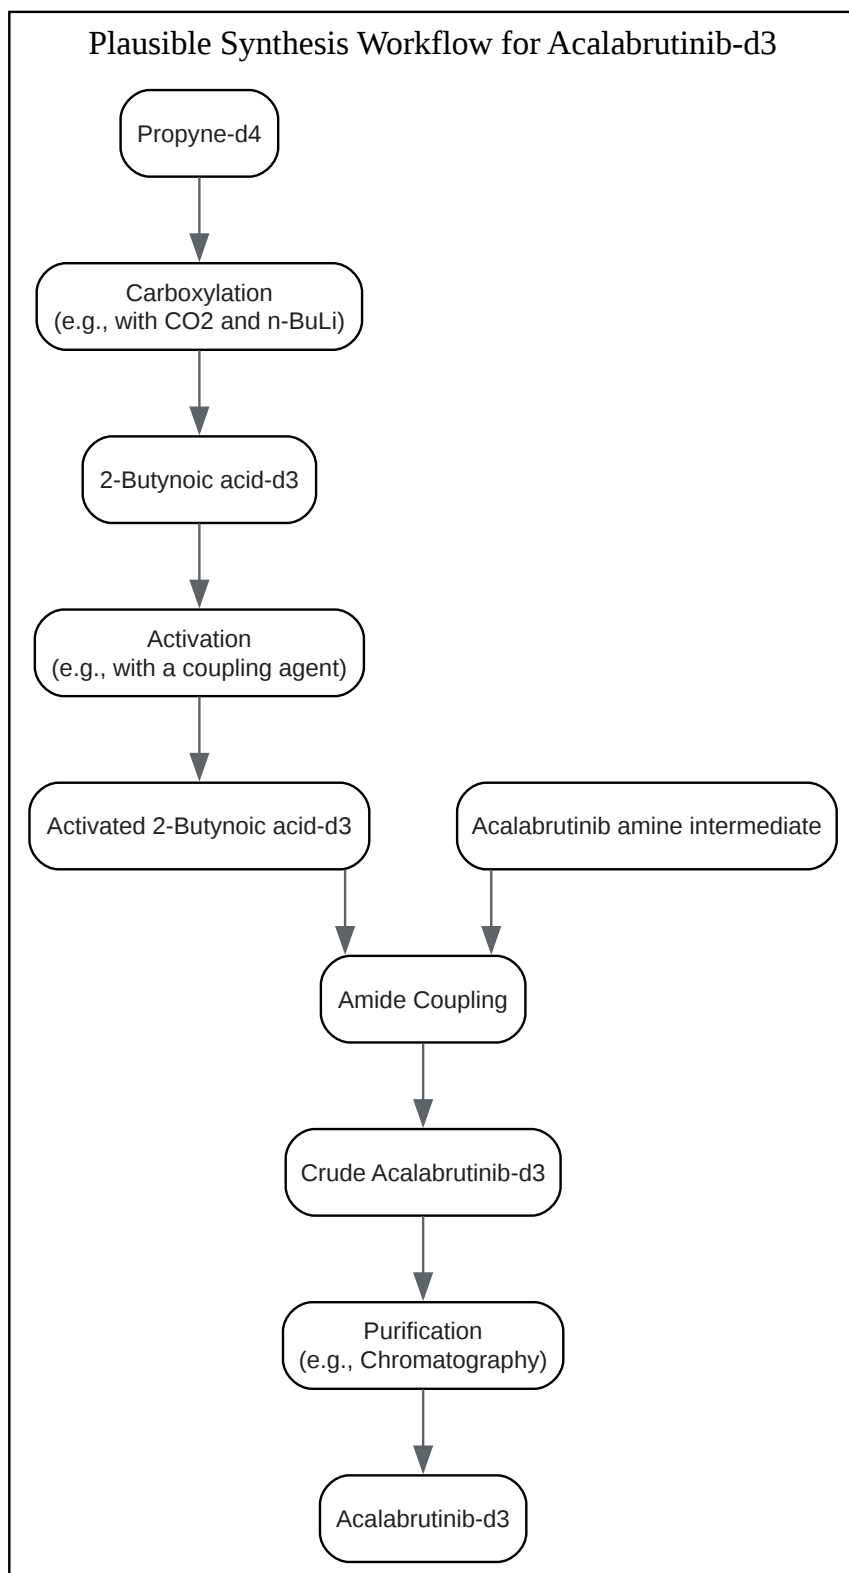 Plausible Synthesis Workflow for Acalabrutinib-d3
Propyne-d4
Carboxylation
(e.g., with CO2 and n-BuLi)
2-Butynoic acid-d3
Activation
(e.g., with a coupling agent)
Activated 2-Butynoic acid-d3
Acalabrutinib amine intermediate
Amide Coupling
Crude Acalabrutinib-d3
Purification
(e.g., Chromatography)
Acalabrutinib-d3